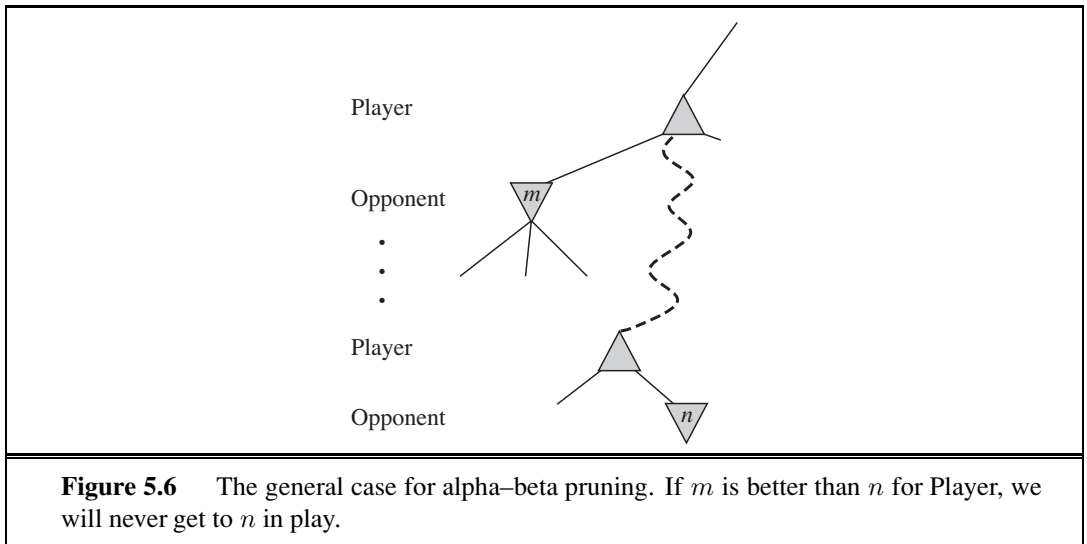 Player
Opponent
m
Player
Opponent
n
Figure 5.6 The general case for alpha–beta pruning. If m is better than n for Player, we
will never get to n in play.